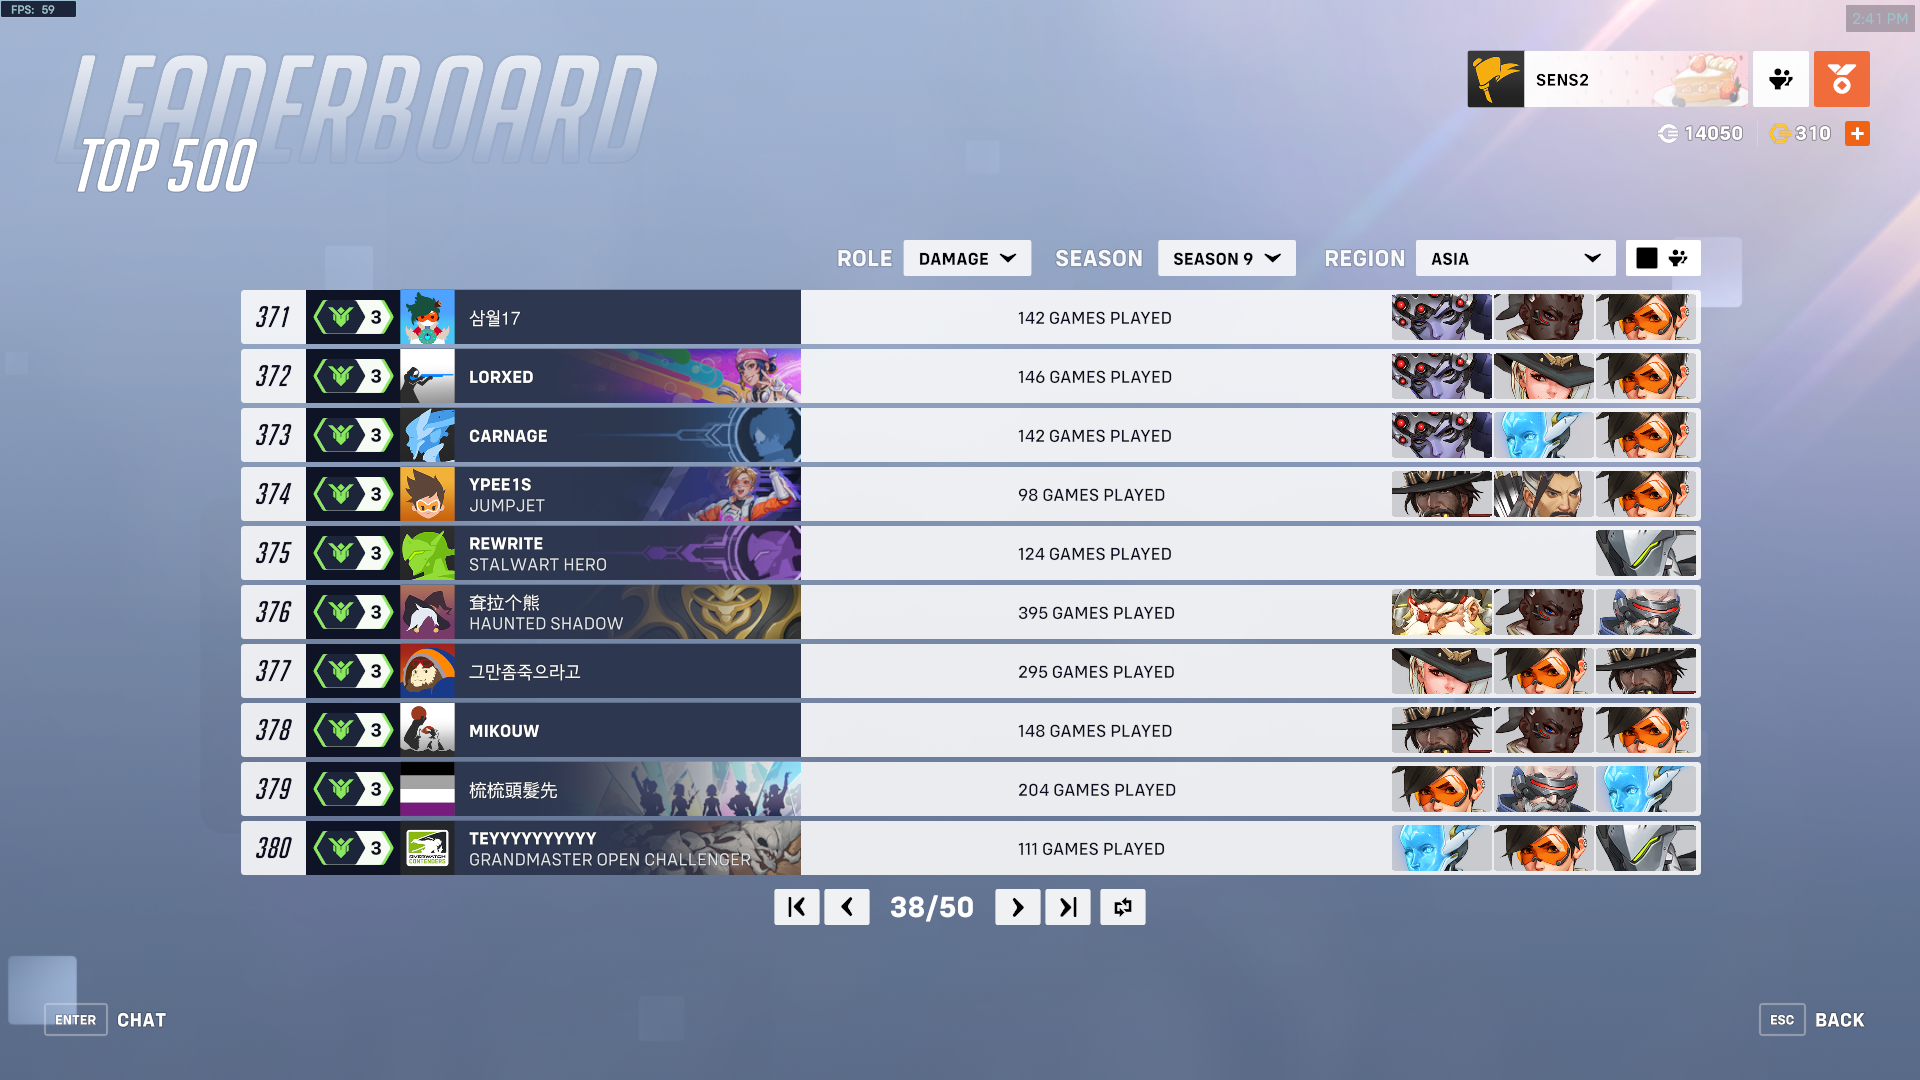 FPS: 59
2:41 PM
LEADERBOARD
TOP 500
SENS2
14050
310
ROLE DAMAGE SEASON SEASON 9 REGION ASIA
371 3 삼월17 142 GAMES PLAYED
372 3 LORXED 146 GAMES PLAYED
373 3 CARNAGE 142 GAMES PLAYED
374 3 YPEE1S 98 GAMES PLAYED
JUMPJET
375 3 REWRITE 124 GAMES PLAYED
STALWART HERO
376 3 耷拉个熊 395 GAMES PLAYED
HAUNTED SHADOW
377 3 그만좀죽으라고 295 GAMES PLAYED
378 3 MIKOUW 148 GAMES PLAYED
379 3 梳梳頭髮先 204 GAMES PLAYED
380 3 TEYYYYYYYYYY 111 GAMES PLAYED
GRANDMASTER OPEN CHALLENGER
OVERWATCH
CONTENDERS
38/50
ENTER CHAT
ESC BACK